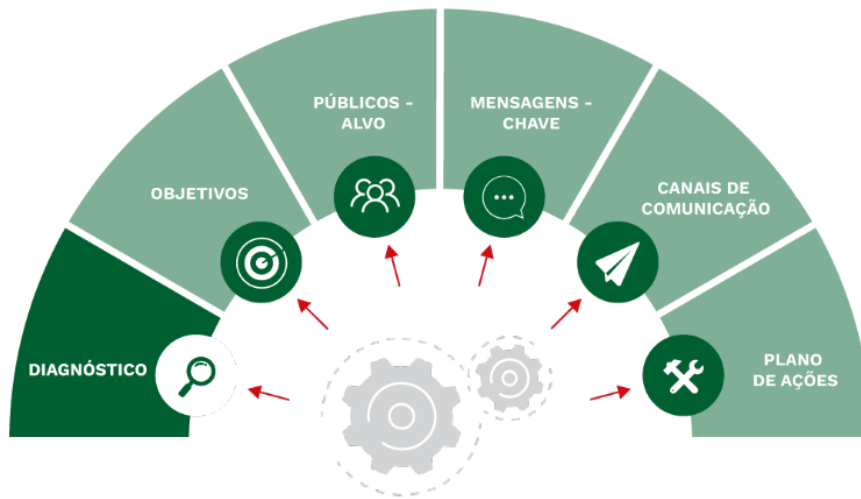 DIAGNÓSTICO
OBJETIVOS
PÚBLICOS -
ALVO
MENSAGENS -
CHAVE
CANAIS DE
COMUNICAÇÃO
PLANO
DE AÇÕES